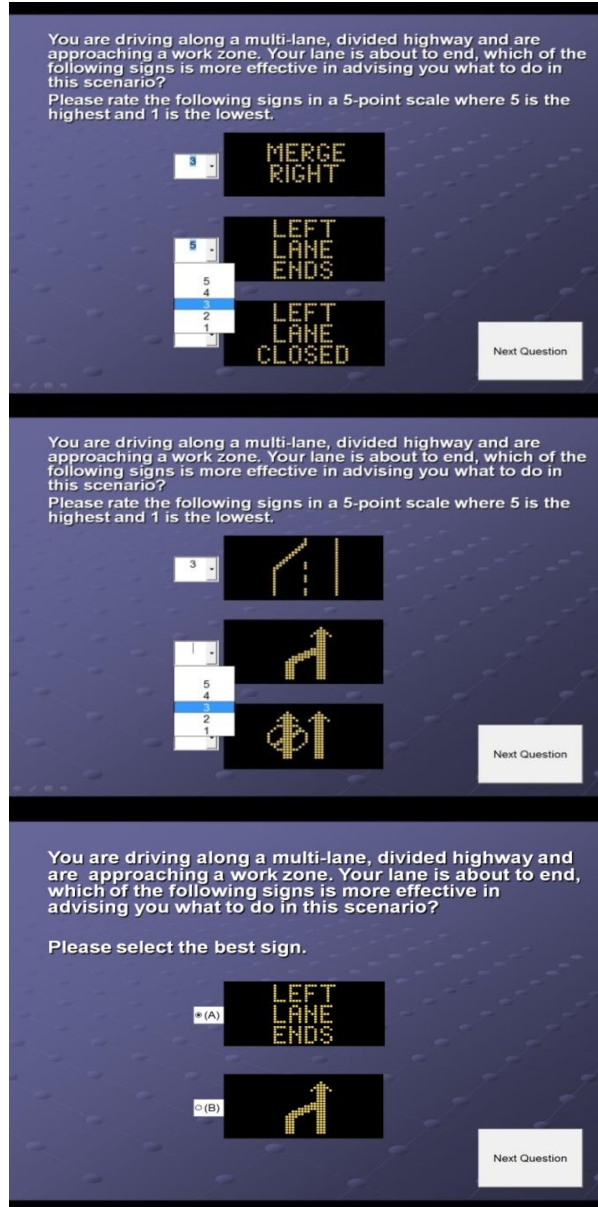 You are driving along a multi-lane, divided highway and are
approaching a work zone. Your lane is about to end, which of the
following signs is more effective in advising you what to do in
this scenario?
Please rate the following signs in a 5-point scale where 5 is the
highest and 1 is the lowest.
3
MERGE
RIGHT
5
LEFT
LANE
ENDS
5
4
3
2
1
LEFT
LANE
CLOSED
Next Question
You are driving along a multi-lane, divided highway and are
approaching a work zone. Your lane is about to end, which of the
following signs is more effective in advising you what to do in
this scenario?
Please rate the following signs in a 5-point scale where 5 is the
highest and 1 is the lowest.
3
5
4
3
2
1
Next Question
You are driving along a multi-lane, divided highway and
are approaching a work zone. Your lane is about to end,
which of the following signs is more effective in
advising you what to do in this scenario?
Please select the best sign.
(A)
LEFT
LANE
ENDS
(B)
Next Question